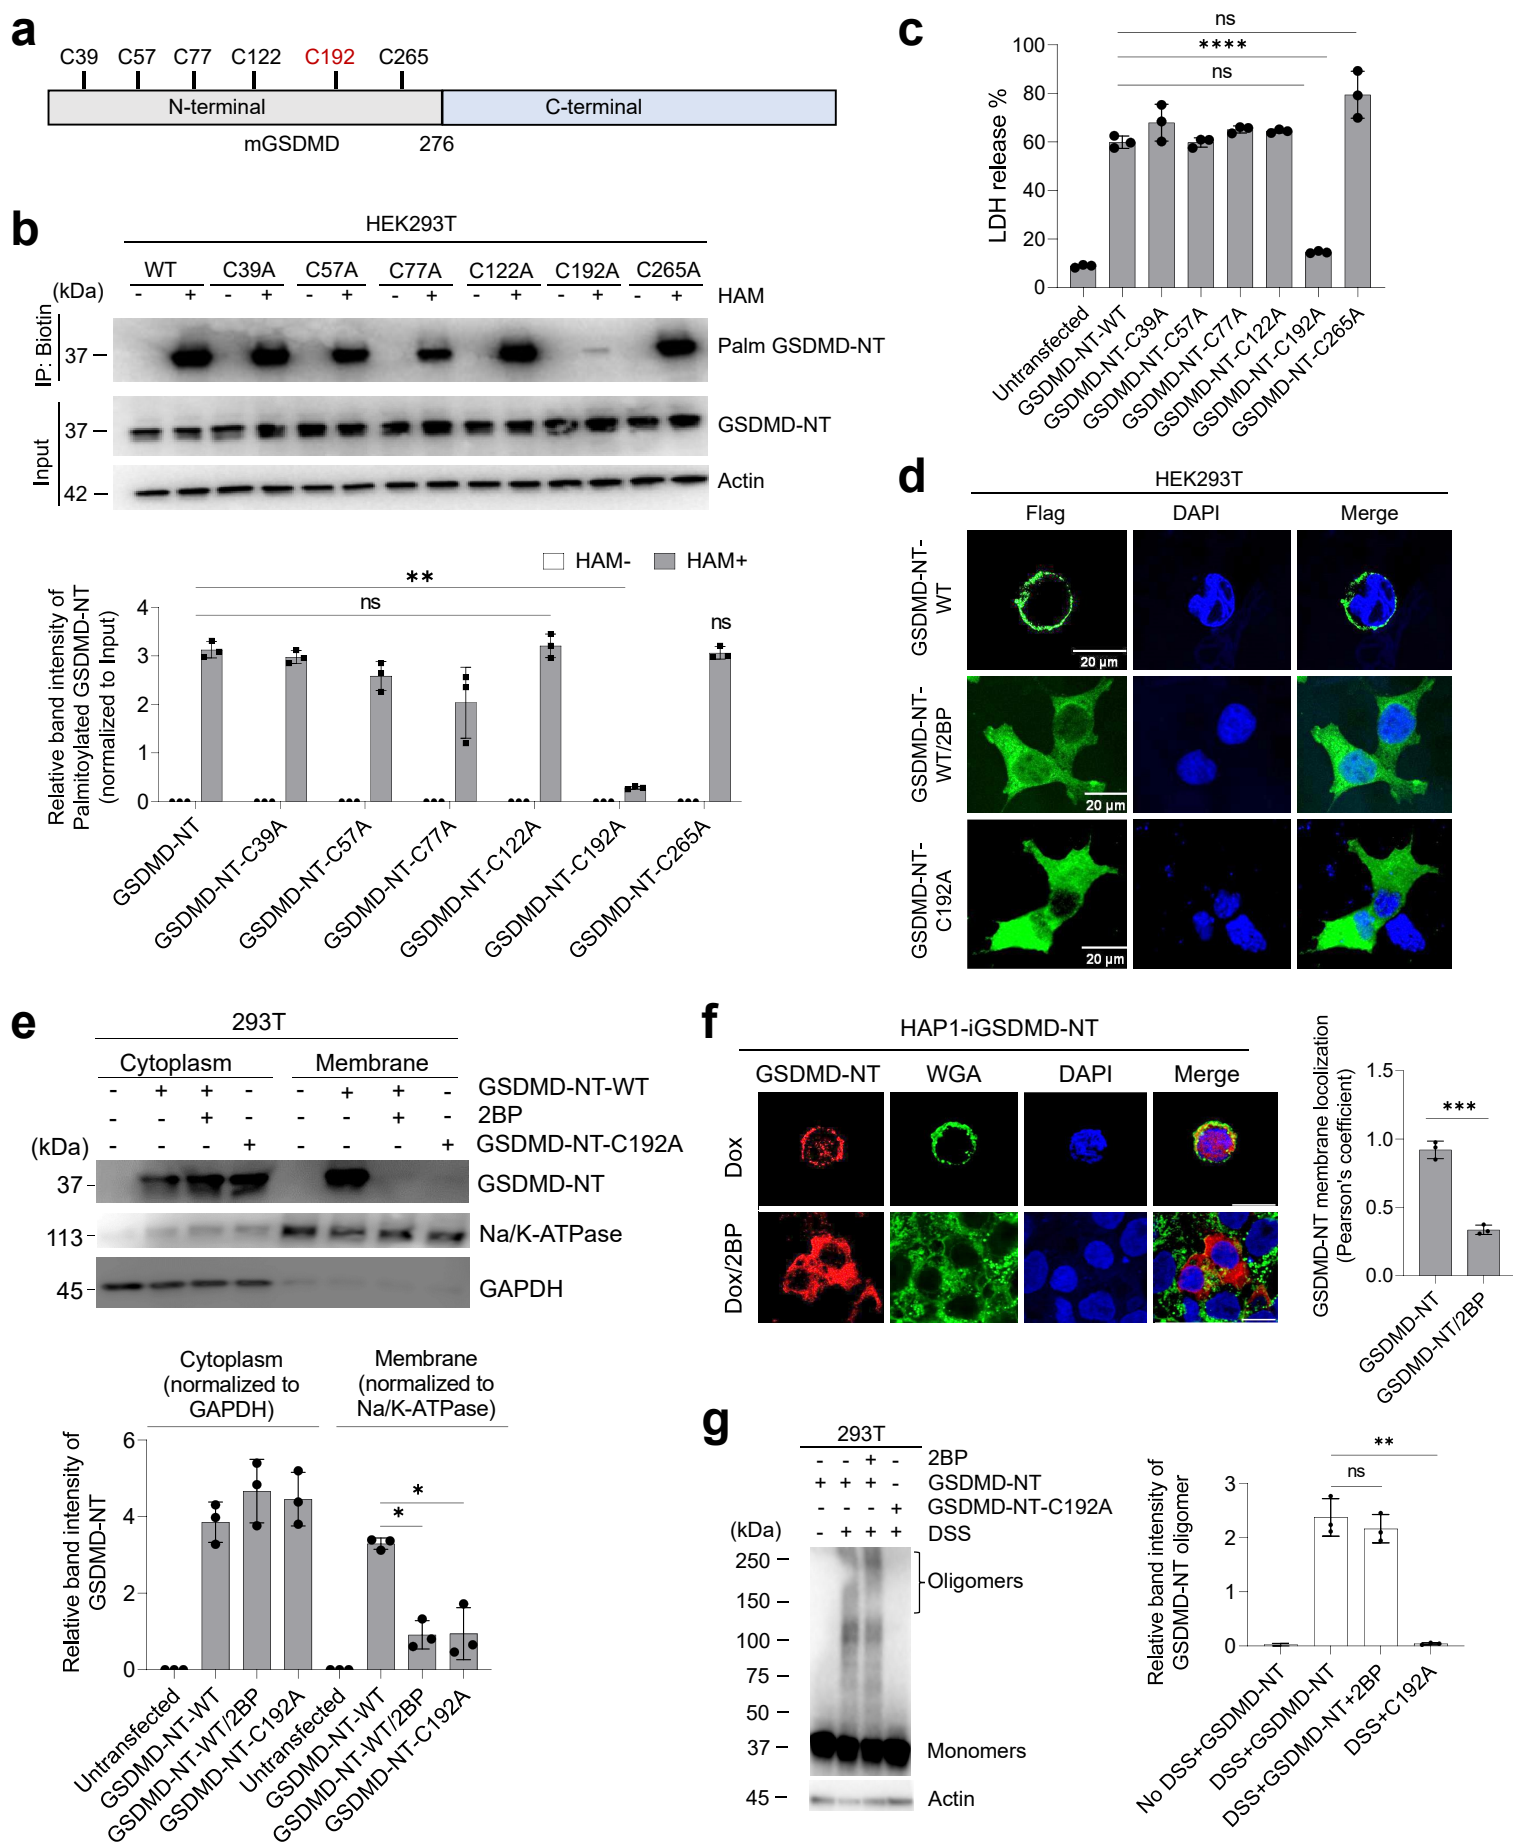 a
C39 C57 C77 C122 C192 C265
N-terminal C-terminal
mGSDMD 276
b
HEK293T
WT C39A C57A C77A C122A C192A C265A
(kDa) - + - + - + - + - + - + - + HAM
IP: Biotin
37 Palm GSDMD-NT
Input
37 GSDMD-NT
42 Actin
HAM- HAM+
**
ns
ns
Relative band intensity of
Palmitoylated GSDMD-NT
(normalized to Input)
4
3
2
1
0
GSDMD-NT
GSDMD-NT-C39A
GSDMD-NT-C57A
GSDMD-NT-C77A
GSDMD-NT-C122A
GSDMD-NT-C192A
GSDMD-NT-C265A
c
ns
****
ns
LDH release %
100
80
60
40
20
0
Untransfected
GSDMD-NT-WT
GSDMD-NT-C39A
GSDMD-NT-C57A
GSDMD-NT-C77A
GSDMD-NT-C122A
GSDMD-NT-C192A
GSDMD-NT-C265A
d
HEK293T
Flag DAPI Merge
GSDMD-NT-
WT
20 µm
GSDMD-NT-
WT/2BP
20 µm
GSDMD-NT-
C192A
20 µm
e
293T
Cytoplasm Membrane
- + + - - + + - GSDMD-NT-WT
- - + - - - + - 2BP
(kDa) - - - + - - - + GSDMD-NT-C192A
37 GSDMD-NT
113 Na/K-ATPase
45 GAPDH
Cytoplasm
(normalized to
GAPDH)
Membrane
(normalized to
Na/K-ATPase)
*
*
Relative band intensity of
GSDMD-NT
6
4
2
0
Untransfected
GSDMD-NT-WT
GSDMD-NT-WT/2BP
GSDMD-NT-C192A
Untransfected
GSDMD-NT-WT
GSDMD-NT-WT/2BP
GSDMD-NT-C192A
f
HAP1-iGSDMD-NT
GSDMD-NT WGA DAPI Merge
Dox
Dox/2BP
GSDMD-NT membrane locolization
(Pearson's coefficient)
1.5
1.0
0.5
0.0
***
GSDMD-NT
GSDMD-NT/2BP
g
293T
- - + - 2BP
+ + + - GSDMD-NT
- - - + GSDMD-NT-C192A
(kDa) - + + + DSS
250
150
100
75
50
37
45
Oligomers
Monomers
Actin
**
ns
Relative band intensity of
GSDMD-NT oligomer
3
2
1
0
No DSS+GSDMD-NT
DSS+GSDMD-NT
DSS+GSDMD-NT+2BP
DSS+C192A